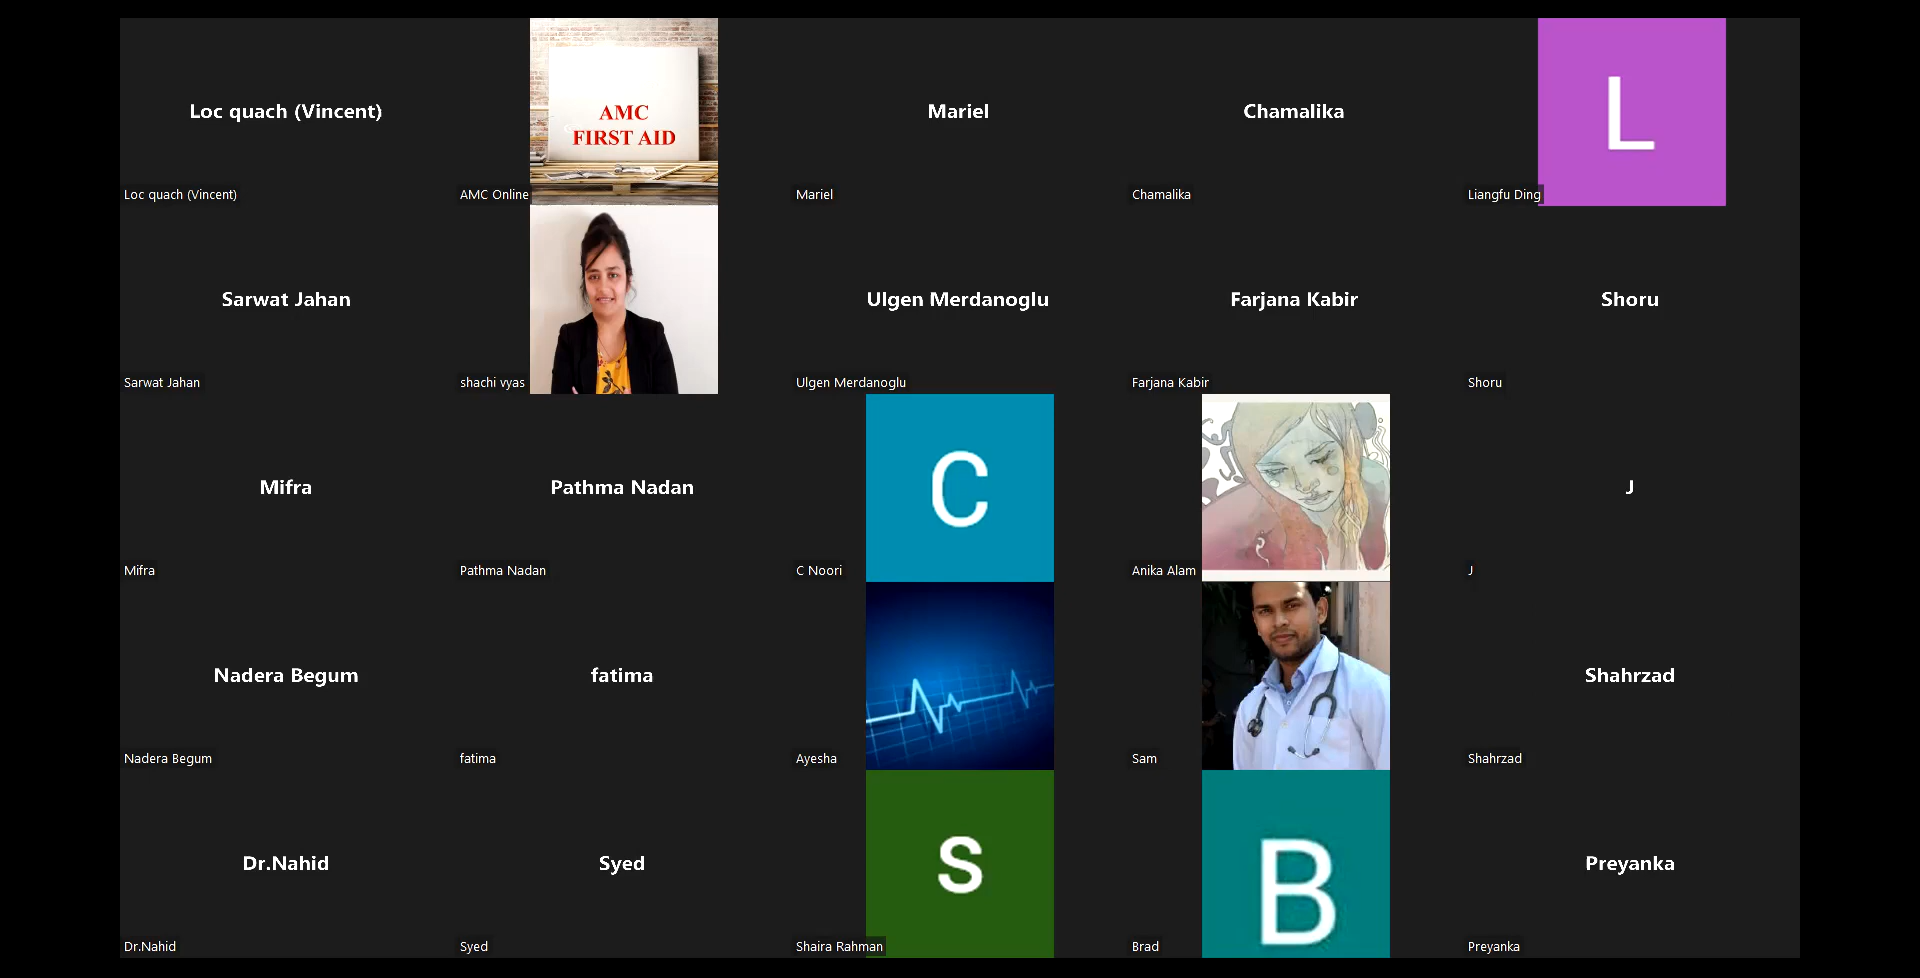 Loc quach (Vincent)
AMC
FIRST AID
Mariel
Chamalika
L
Loc quach (Vincent)
AMC Online
Mariel
Chamalika
Liangfu Ding
Sarwat Jahan
Ulgen Merdanoglu
Farjana Kabir
Shoru
Sarwat Jahan
shachi vyas
Ulgen Merdanoglu
Farjana Kabir
Shoru
Mifra
Pathma Nadan
C
J
Mifra
Pathma Nadan
C Noori
Anika Alam
J
Nadera Begum
fatima
Shahrzad
Nadera Begum
fatima
Ayesha
Sam
Shahrzad
Dr.Nahid
Syed
S
B
Preyanka
Dr.Nahid
Syed
Shaira Rahman
Brad
Preyanka